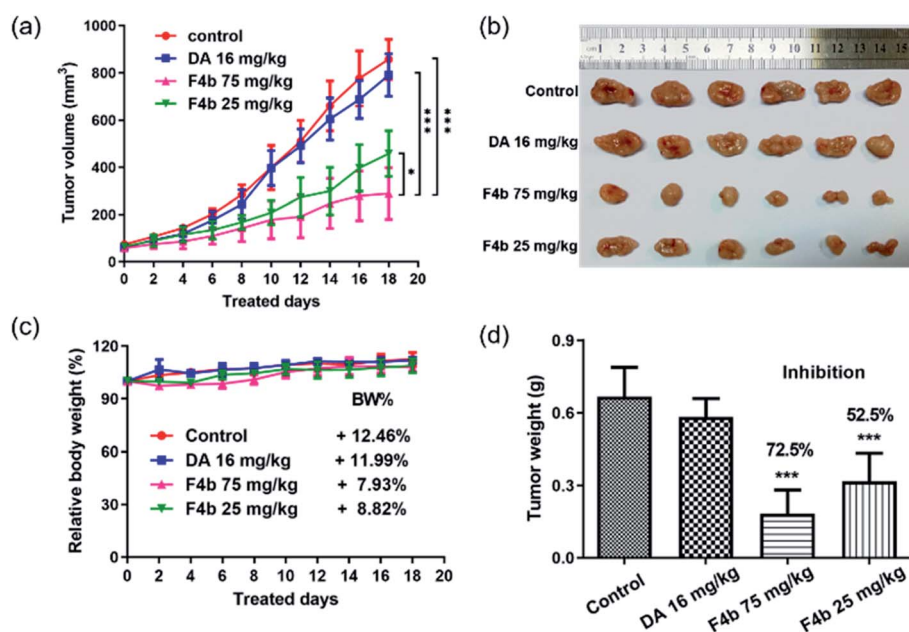 (a)
1000
800
600
400
200
0
Tumor volume (mm³)
control
DA 16 mg/kg
F4b 75 mg/kg
F4b 25 mg/kg
*
***
***
0 2 4 6 8 10 12 14 16 18 20
Treated days
(b)
1 2 3 4 5 6 7 8 9 10 11 12 13 14 15
Control
DA 16 mg/kg
F4b 75 mg/kg
F4b 25 mg/kg
(c)
120
90
60
30
0
Relative body weight (%)
BW%
Control + 12.46%
DA 16 mg/kg + 11.99%
F4b 75 mg/kg + 7.93%
F4b 25 mg/kg + 8.82%
0 2 4 6 8 10 12 14 16 18 20
Treated days
(d)
0.9
0.6
0.3
0.0
Tumor weight (g)
Inhibition
72.5%
***
52.5%
***
Control
DA 16 mg/kg
F4b 75 mg/kg
F4b 25 mg/kg